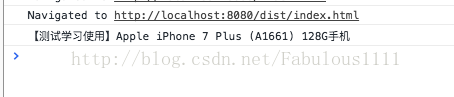 Navigated to http://localhost:8080/dist/index.html
【测试学习使用】Apple iPhone 7 Plus (A1661) 128G手机
http://blog.csdn.net/Fabulous1111